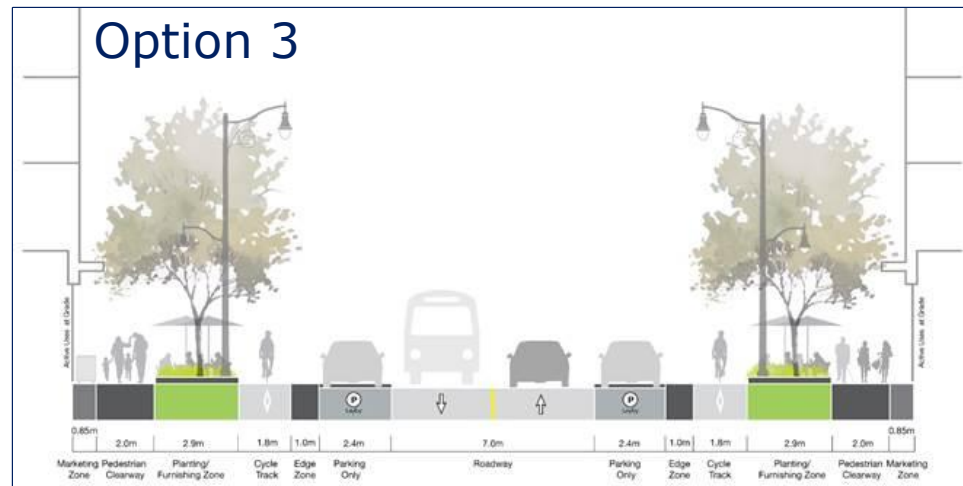 Option 3
Active Uses at Grade
Active Uses at Grade
P
Layby
P
Layby
0.85m 2.0m 2.9m 1.8m 1.0m 2.4m 7.0m 2.4m 1.0m 1.8m 2.9m 2.0m 0.85m
Marketing Pedestrian Planting/ Cycle Edge Parking Roadway Parking Edge Cycle Planting/ Pedestrian Marketing
Zone Clearway Furnishing Zone Track Zone Only Only Zone Track Furnishing Zone Clearway Zone